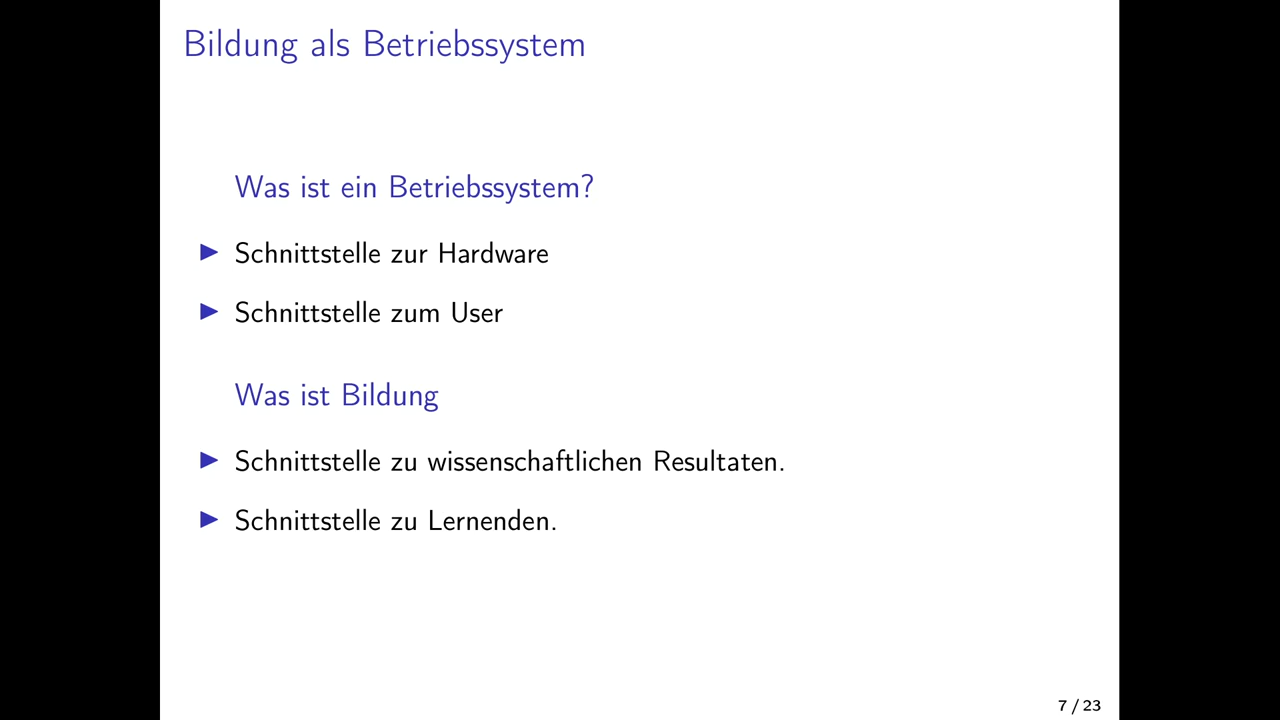 Bildung als Betriebssystem
Was ist ein Betriebssystem?
▶ Schnittstelle zur Hardware
▶ Schnittstelle zum User
Was ist Bildung
▶ Schnittstelle zu wissenschaftlichen Resultaten.
▶ Schnittstelle zu Lernenden.
7 / 23